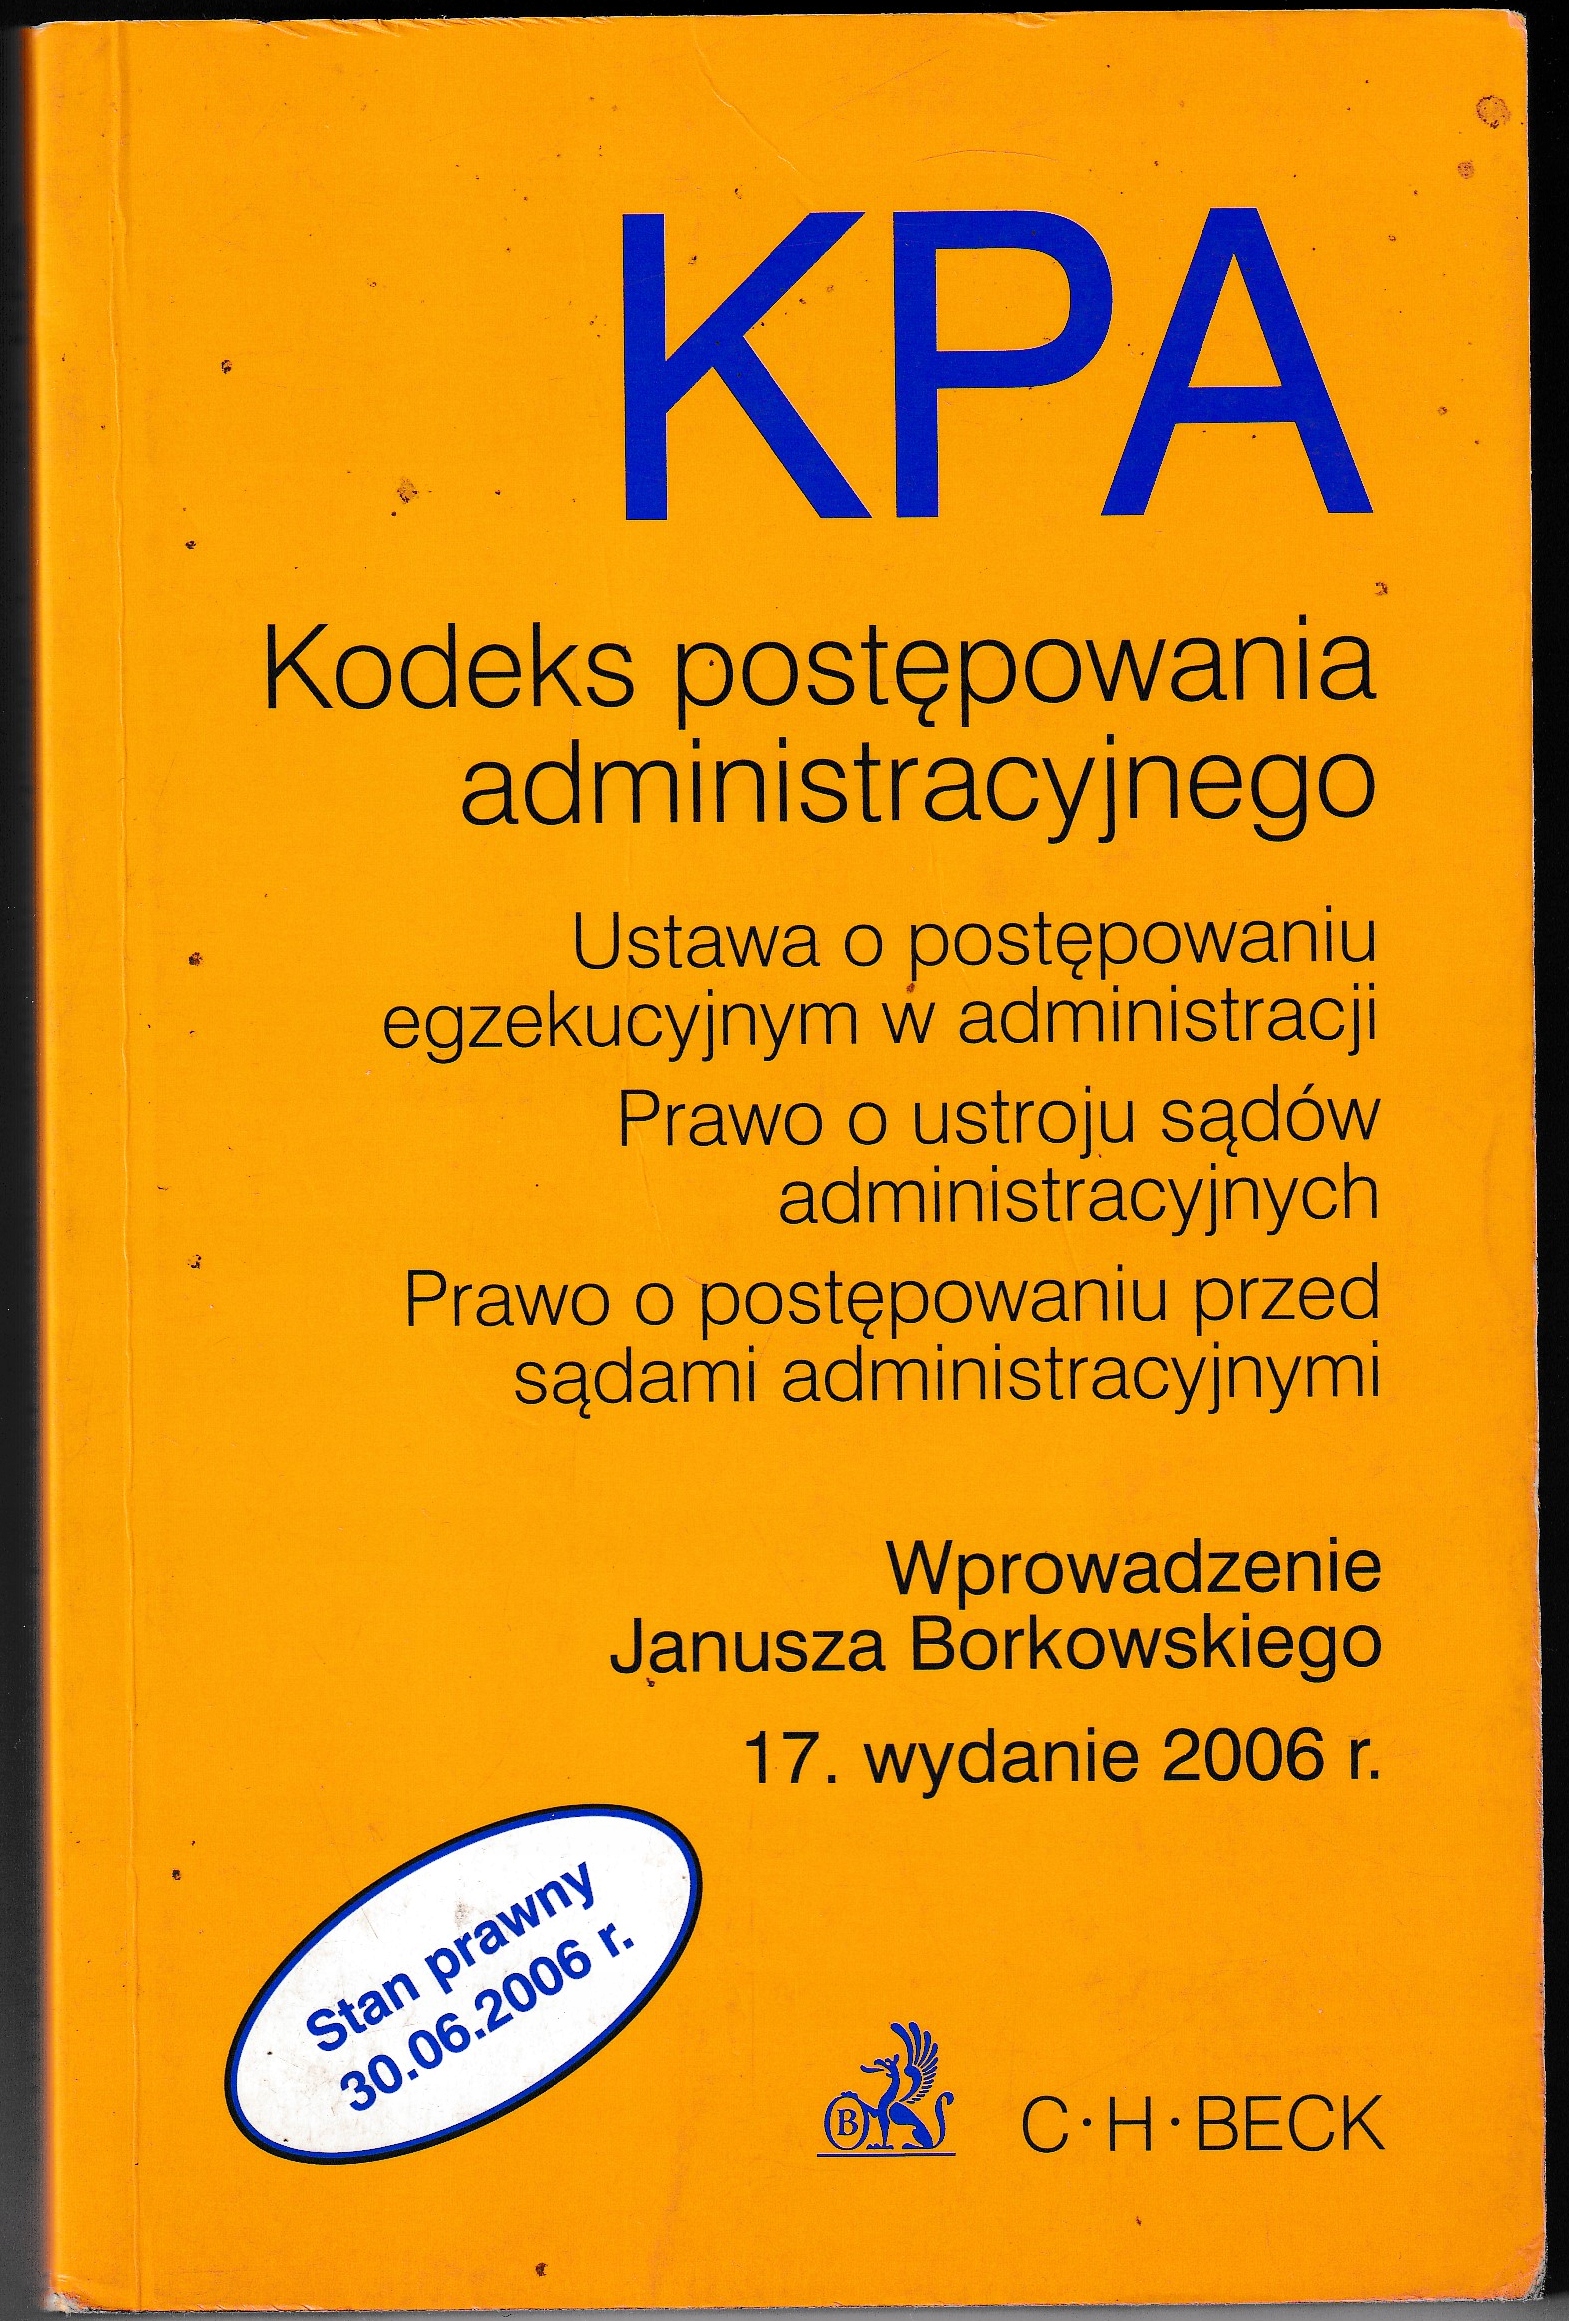 KPA
Kodeks postępowania
administracyjnego
Ustawa o postępowaniu
egzekucyjnym w administracji
Prawo o ustroju sądów
administracyjnych
Prawo o postępowaniu przed
sądami administracyjnymi
Wprowadzenie
Janusza Borkowskiego
17. wydanie 2006 r.
Stan prawny
30.06.2006 r.
B
C·H·BECK